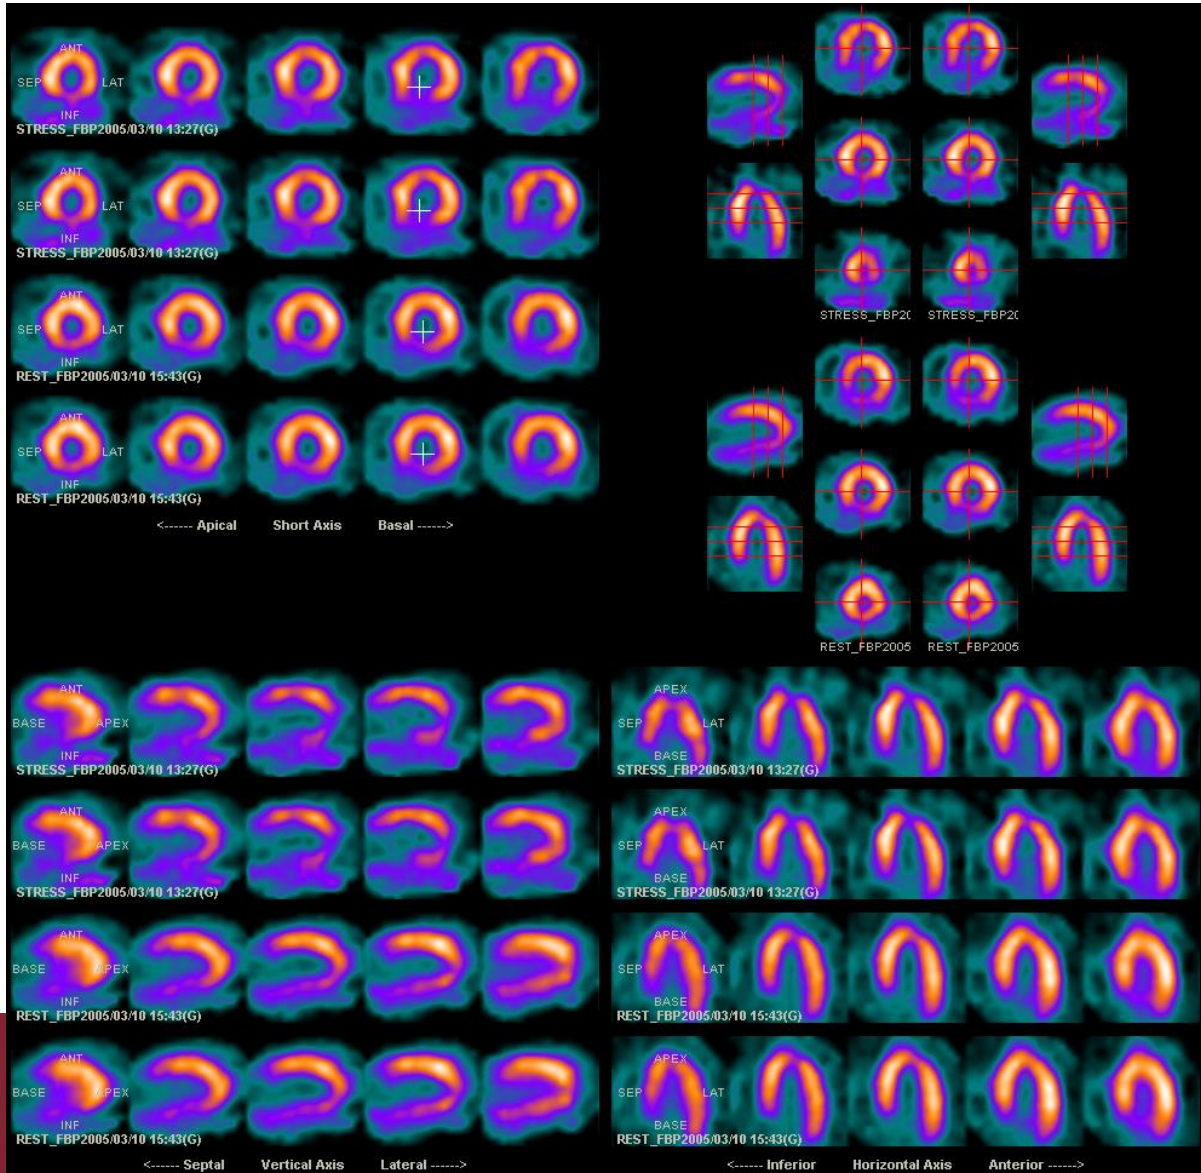 ANT
SEP LAT
INF
STRESS_FBP2005/03/10 13:27(G)
ANT
SEP LAT
INF
STRESS_FBP2005/03/10 13:27(G)
ANT
SEP LAT
INF
REST_FBP2005/03/10 15:43(G)
ANT
SEP LAT
INF
REST_FBP2005/03/10 15:43(G)
<------ Apical Short Axis Basal ------>
STRESS_FBP20( STRESS_FBP20(
REST_FBP2005 REST_FBP2005
ANT
BASE APEX
INF
STRESS_FBP2005/03/10 13:27(G)
ANT
BASE APEX
INF
STRESS_FBP2005/03/10 13:27(G)
ANT
BASE APEX
INF
REST_FBP2005/03/10 15:43(G)
ANT
BASE APEX
INF
REST_FBP2005/03/10 15:43(G)
<------ Septal Vertical Axis Lateral ------>
APEX
SEP LAT
BASE
STRESS_FBP2005/03/10 13:27(G)
APEX
SEP LAT
BASE
STRESS_FBP2005/03/10 13:27(G)
APEX
SEP LAT
BASE
REST_FBP2005/03/10 15:43(G)
APEX
SEP LAT
BASE
REST_FBP2005/03/10 15:43(G)
<------ Inferior Horizontal Axis Anterior ------>